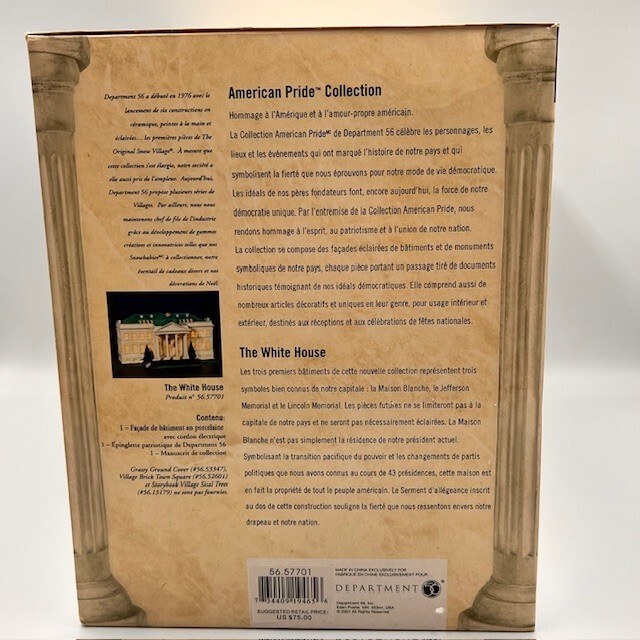 Department 56 a débuté en 1976 avec le
lancement de six constructions en
céramique, peintes à la main et
éclairées... les premières pièces de The
Original Snow Village®. À mesure que
cette collection s'est élargie, notre société a
elle aussi pris de l'ampleur. Aujourd'hui,
Department 56 propose plusieurs séries de
Villages. Par ailleurs, nous nous
maintenons chef de file de l'industrie
grâce au développement de gammes
créatives et innovatrices telles que nos
Snowbabiesᴹᶜ à collectionner, notre
éventail de cadeaux divers et nos
décorations de Noël.
The White House
Produit n° 56.57701
Contenu:
1 – Façade de bâtiment en porcelaine
avec cordon électrique
1 – Épinglette patriotique de Department 56
1 – Manuscrit de collection
Grassy Ground Cover (#56.53347),
Village Brick Town Square (#56.52601)
et Storybook Village Sisal Trees
(#56.13179) ne sont pas fournies.
American Pride™ Collection
Hommage à l'Amérique et à l'amour-propre américain.
La Collection American Prideᴹᶜ de Department 56 célèbre les personnages, les
lieux et les événements qui ont marqué l'histoire de notre pays et qui
symbolisent la fierté que nous éprouvons pour notre mode de vie démocratique.
Les idéals de nos pères fondateurs font, encore aujourd'hui, la force de notre
démocratie unique. Par l'entremise de la Collection American Pride, nous
rendons hommage à l'esprit, au patriotisme et à l'union de notre nation.
La collection se compose des façades éclairées de bâtiments et de monuments
symboliques de notre pays, chaque pièce portant un passage tiré de documents
historiques témoignant de nos idéals démocratiques. Elle comprend aussi de
nombreux articles décoratifs et uniques en leur genre, pour usage intérieur et
extérieur, destinés aux réceptions et aux célébrations de fêtes nationales.
The White House
Les trois premiers bâtiments de cette nouvelle collection représentent trois
symboles bien connus de notre capitale : la Maison Blanche, le Jefferson
Memorial et le Lincoln Memorial. Les pièces futures ne se limiteront pas à la
capitale de notre pays et ne seront pas nécessairement éclairées. La Maison
Blanche n'est pas simplement la résidence de notre président actuel.
Symbolisant la transition pacifique du pouvoir et les changements de partis
politiques que nous avons connus au cours de 43 présidences, cette maison est
en fait la propriété de tout le peuple américain. Le Serment d'allégeance inscrit
au dos de cette construction souligne la fierté que nous ressentons envers notre
drapeau et notre nation.
56.57701
SUGGESTED RETAIL PRICE:
US $75.00
MADE IN CHINA EXCLUSIVELY FOR
FABRIQUÉ EN CHINE EXCLUSIVEMENT POUR
DEPARTMENT 56
Department 56, Inc.
Eden Prairie, MN 55344, USA